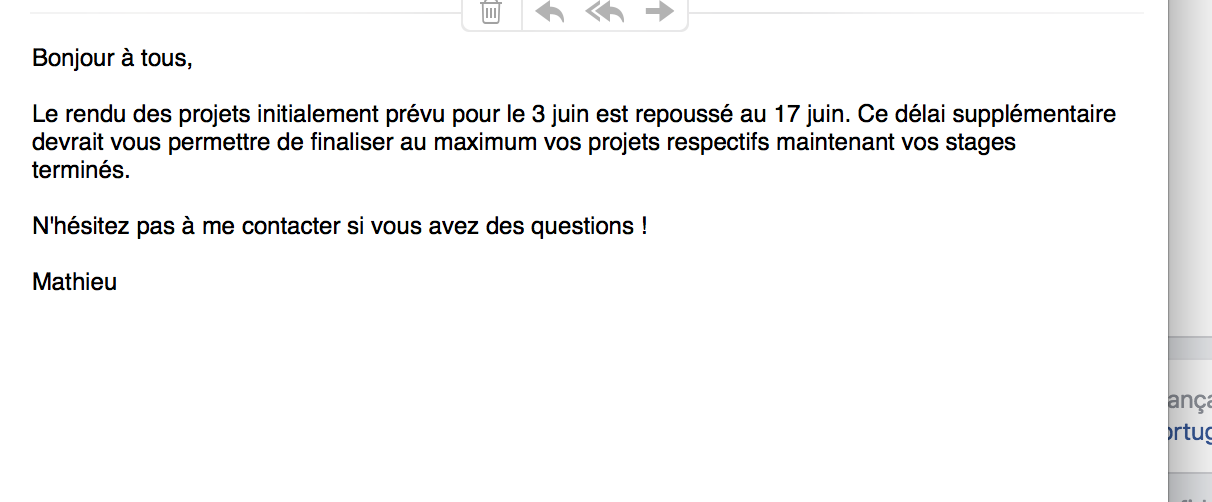 Bonjour à tous,
Le rendu des projets initialement prévu pour le 3 juin est repoussé au 17 juin. Ce délai supplémentaire
devrait vous permettre de finaliser au maximum vos projets respectifs maintenant vos stages
terminés.
N'hésitez pas à me contacter si vous avez des questions !
Mathieu
ança
ortug